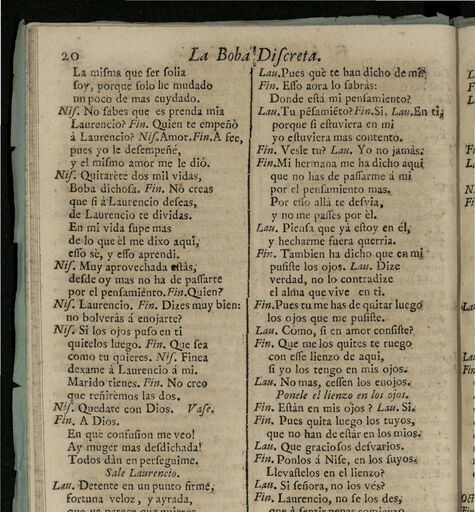 20
La Boba Discreta.
La misma que ser solia
soy, porque solo he mudado
un poco de mas cuydado.
Nis. No sabes que es prenda mia
Laurencio? Fin. Quien te empeñò
à Laurencio? Nis. Amor. Fin. A fee,
pues yo le desempeñé,
y el mismo amor me le dió.
Nis. Quitarète dos mil vidas,
Boba dichosa. Fin. No creas
que si à Laurencio deseas,
de Laurencio te dividas.
En mi vida supe mas
de lo que èl me dixo aqui,
esso sè, y esso aprendi.
Nis. Muy aprovechada estàs,
desde oy mas no ha de passarte
por el pensamiènto. Fin. Quien?
Nis. Laurencio. Fin. Dizes muy bien:
no bolverás à enojarte?
Nis. Si los ojos puso en ti
quitelos luego. Fin. Que sea
como tu quieres. Nis. Finea
dexame à Laurencio à mi.
Marido tienes. Fin. No creo
que reñirèmos las dos.
Nis. Quedate con Dios. Vase.
Fin. A Dios.
En què confusion me veo!
Ay muger mas desdichada!
Todos dàn en perseguirme.
Sale Laurencio.
Lau. Detente en un punto firme,
fortuna veloz, y ayrada,
Lau. Pues què te han dicho de mi?
Fin. Esso aora lo sabràs:
Donde està mi pensamiento?
Lau. Tu pèsamiẽto? Fin. Si. Lau. En ti,
porque si estuviera en mi
yo estuviera mas contento.
Fin. Vesle tu? Lau. Yo no jamàs.
Fin. Mi hermana me ha dicho aqui
que no has de passarme á mi
por el pensamiento mas.
Por esso allà te desvia,
y no me passes por èl.
Lau. Piensa que yà estoy en él,
y hecharme fuera querria.
Fin. Tambien ha dicho que en mi
pusiste los ojos. Lau. Dize
verdad, no lo contradize
el alma que vive en ti.
Fin. Pues tu me has de quitar luego
los ojos que me pusiste.
Lau. Como, si en amor consiste?
Fin. Que me los quites te ruego
con esse lienzo de aqui,
si yo los tengo en mis ojos.
Lau. No mas, cessen los enojos.
Ponele el lienzo en los ojos.
Fin. Estàn en mis ojos? Lau. Si.
Fin. Pues quita luego los tuyos,
que no han de estàr en los mios.
Lau. Que graciosos desvarios.
Fin. Ponlos á Nise, en los suyos.
Llevastelos en el lienzo?
Lau. Si señora, no los vés?
Fin. Laurencio, no se los des,